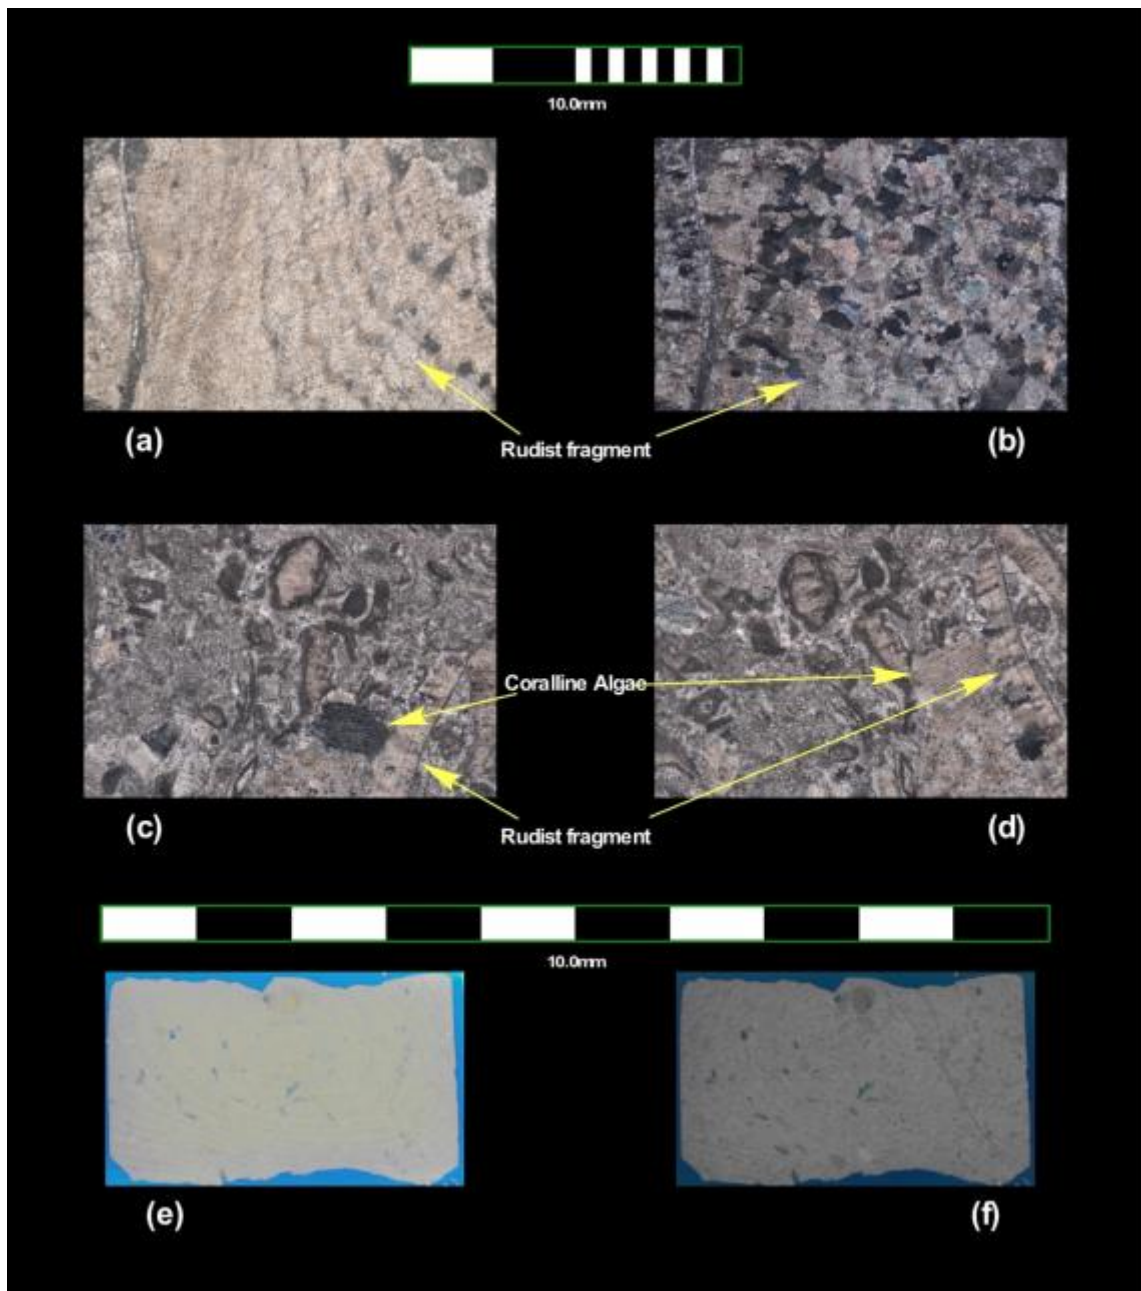 10.0mm
(a)
(b)
Rudist fragment
Coralline Algae
Rudist fragment
(c)
(d)
10.0mm
(e)
(f)